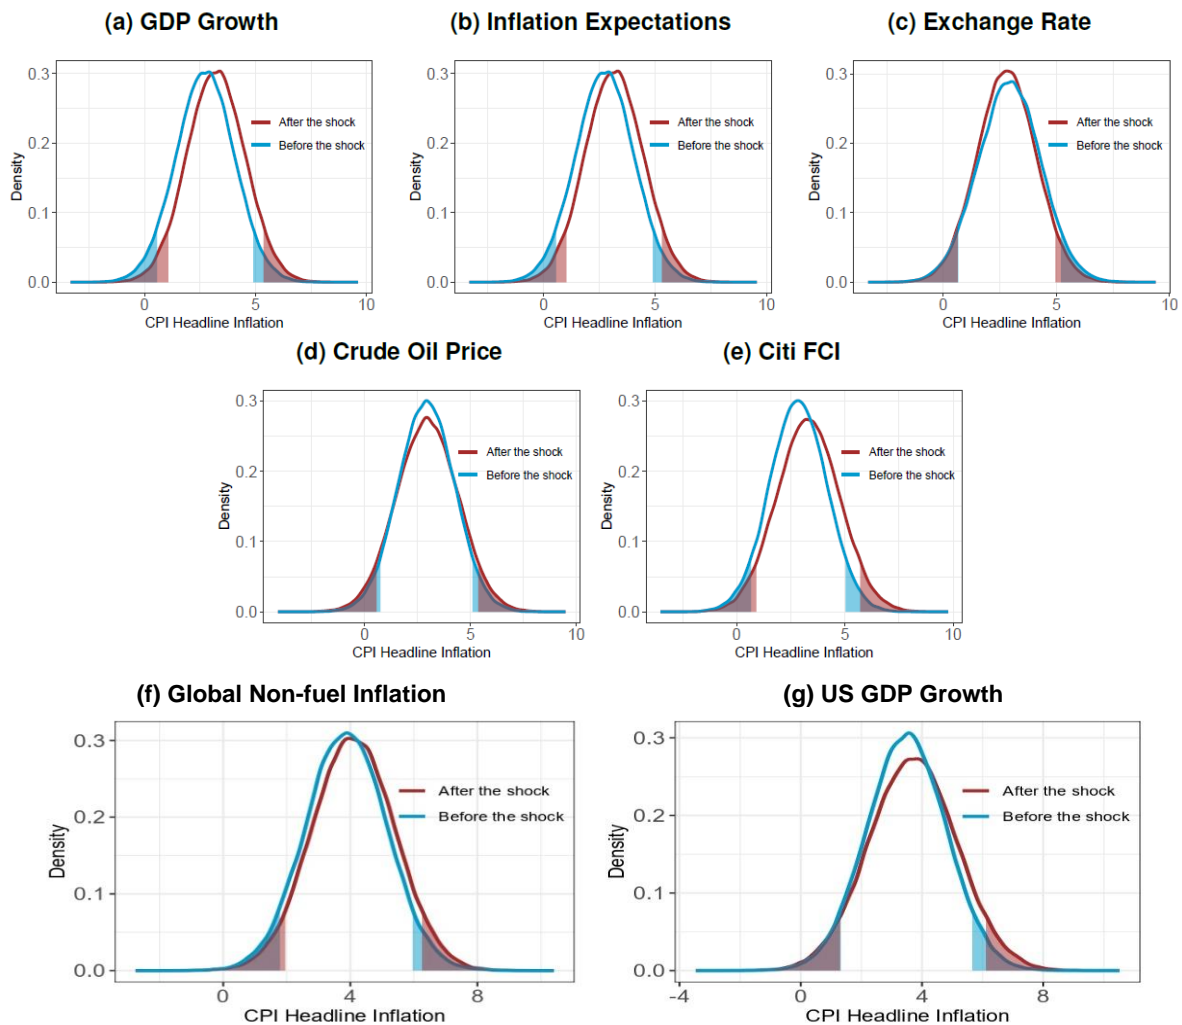 (a) GDP Growth
(b) Inflation Expectations
(c) Exchange Rate
0.3
0.2
0.1
0.0
Density
After the shock
Before the shock
0
5
10
CPI Headline Inflation
0.3
0.2
0.1
0.0
Density
After the shock
Before the shock
0
5
10
CPI Headline Inflation
0.3
0.2
0.1
0.0
Density
After the shock
Before the shock
0
5
10
CPI Headline Inflation
(d) Crude Oil Price
(e) Citi FCI
0.3
0.2
0.1
0.0
Density
After the shock
Before the shock
0
5
10
CPI Headline Inflation
0.3
0.2
0.1
0.0
Density
After the shock
Before the shock
0
5
10
CPI Headline Inflation
(f) Global Non-fuel Inflation
(g) US GDP Growth
0.3
0.2
0.1
0.0
Density
After the shock
Before the shock
0
4
8
CPI Headline Inflation
0.3
0.2
0.1
0.0
Density
After the shock
Before the shock
-4
0
4
8
CPI Headline Inflation